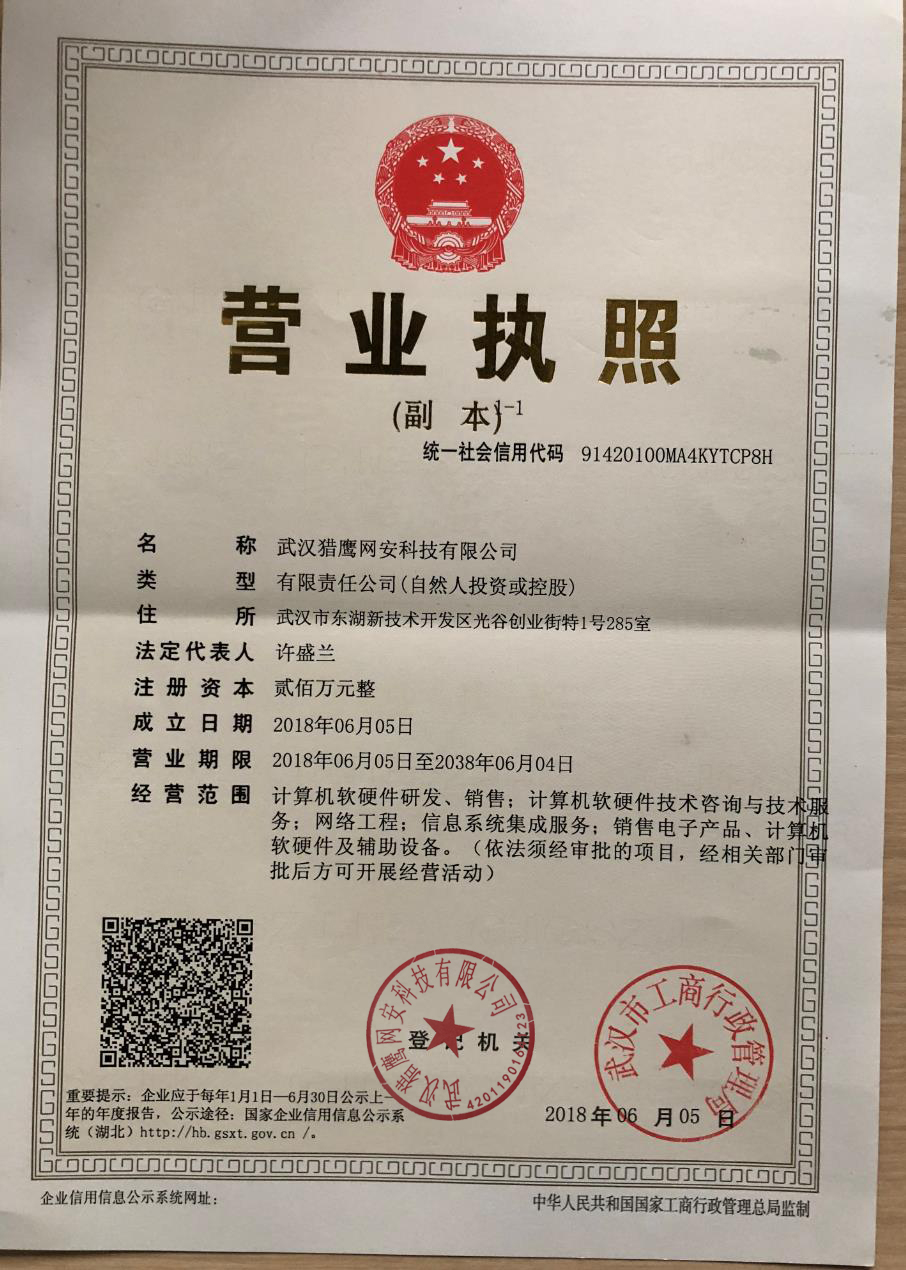 营业执照
(副 本)1-1
统一社会信用代码 91420100MA4KYTCP8H
名 称 武汉猎鹰网安科技有限公司
类 型 有限责任公司(自然人投资或控股)
住 所 武汉市东湖新技术开发区光谷创业街特1号285室
法定代表人 许盛兰
注册资本 贰佰万元整
成立日期 2018年06月05日
营业期限 2018年06月05日至2038年06月04日
经营范围 计算机软硬件研发、销售；计算机软硬件技术咨询与技术服
务；网络工程；信息系统集成服务；销售电子产品、计算机
软硬件及辅助设备。（依法须经审批的项目，经相关部门审
批后方可开展经营活动）
武汉猎鹰网安科技有限公司
登记机关
武汉市工商行政管理局
2018年06月05日
重要提示：企业应于每年1月1日—6月30日公示上一
年的年度报告，公示途径：国家企业信用信息公示系
统（湖北）http://hb.gsxt.gov.cn /。
企业信用信息公示系统网址：
中华人民共和国国家工商行政管理总局监制